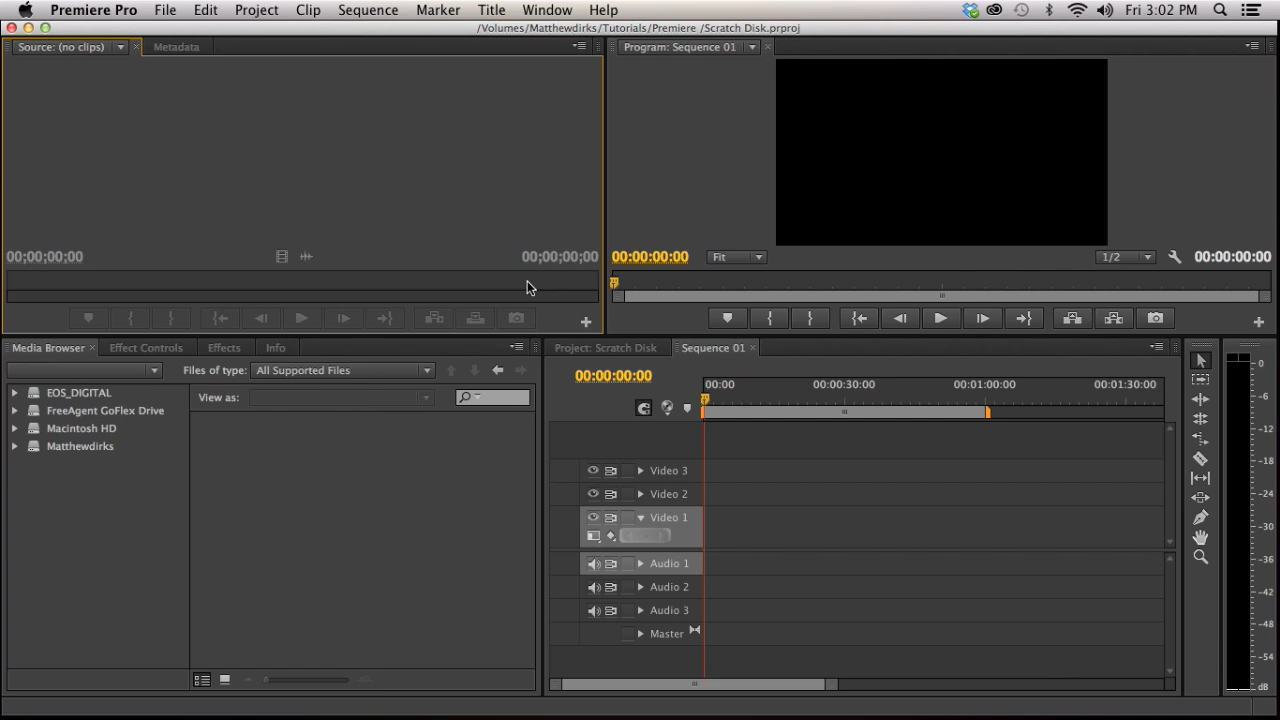 Premiere Pro File Edit Project Clip Sequence Marker Title Window Help Fri 3:02 PM
/Volumes/Matthewdirks/Tutorials/Premiere /Scratch Disk.prproj
Source: (no clips) Metadata
Program: Sequence 01
00;00;00;00 00;00;00;00
00:00:00:00 Fit 1/2 00:00:00:00
Media Browser Effect Controls Effects Info
Files of type: All Supported Files
EOS_DIGITAL
FreeAgent GoFlex Drive
Macintosh HD
Matthewdirks
View as:
Project: Scratch Disk Sequence 01
00:00:00:00
00:00 00:00:30:00 00:01:00:00 00:01:30:00
Video 3
Video 2
Video 1
Audio 1
Audio 2
Audio 3
Master
0
-6
-12
-18
-24
-30
-36
-42
-48
-54
dB